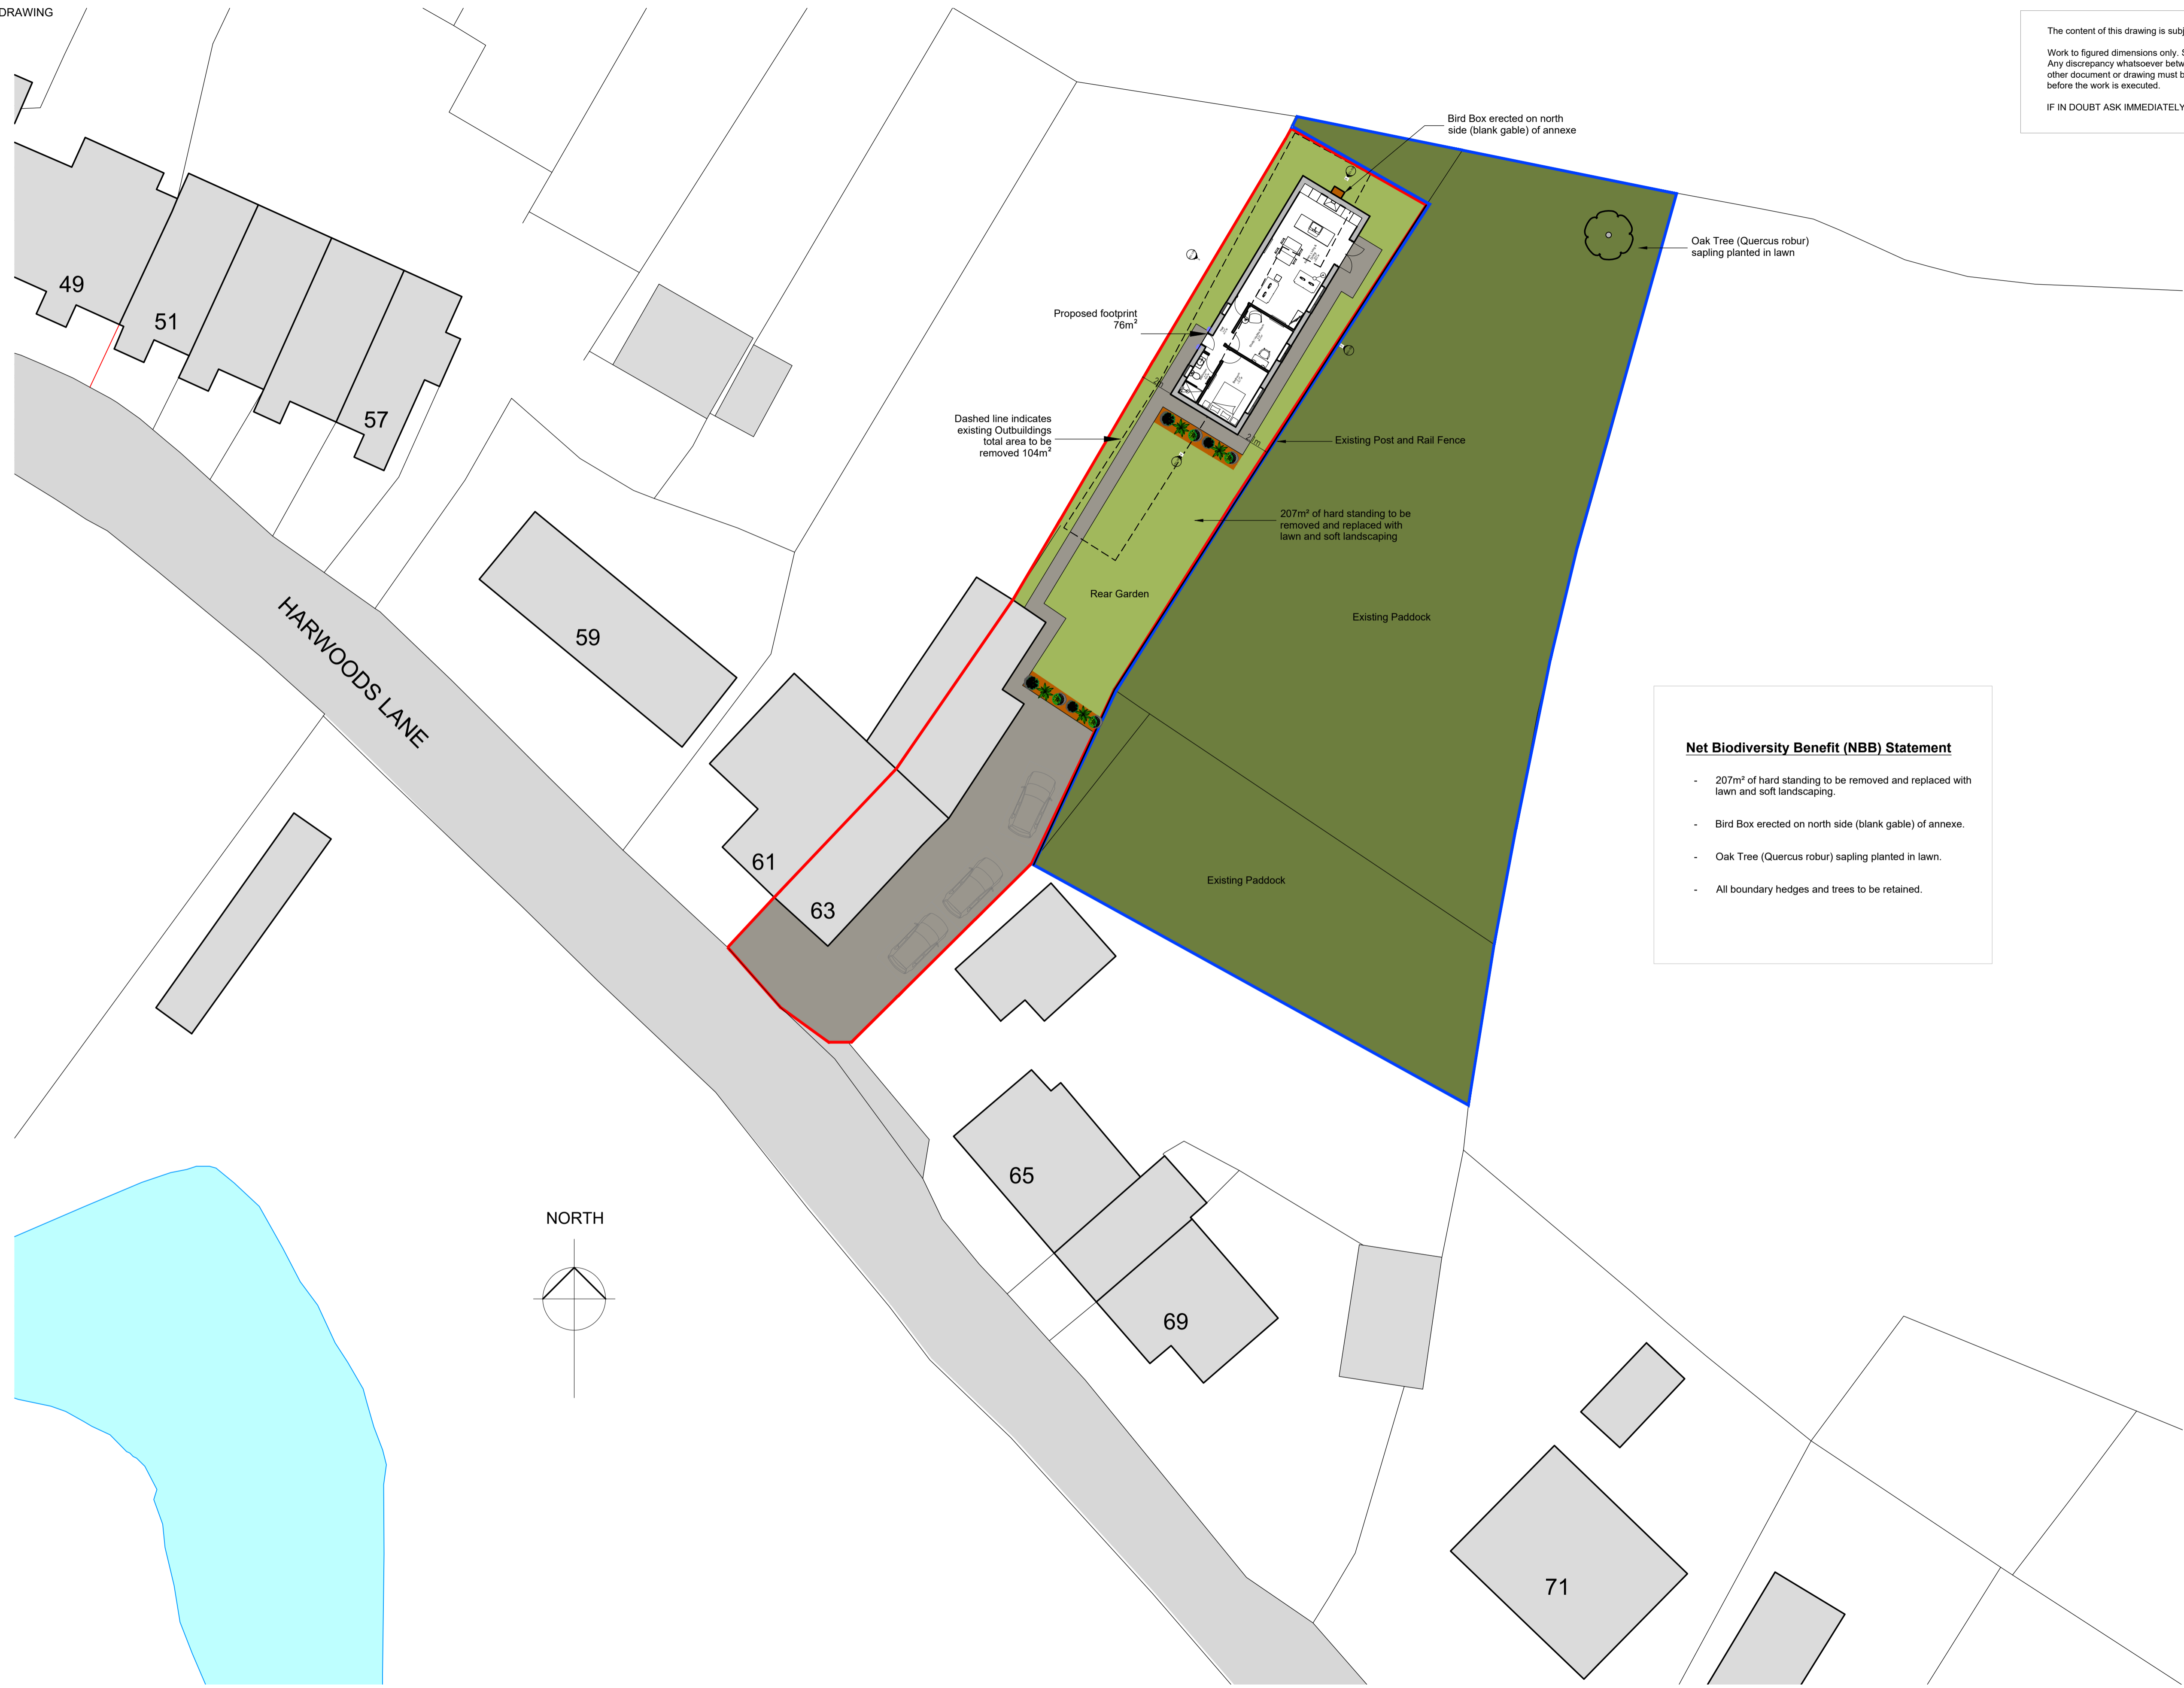 DRAWING
The content of this drawing is subj
Work to figured dimensions only. S
Any discrepancy whatsoever betw
other document or drawing must b
before the work is executed.
IF IN DOUBT ASK IMMEDIATELY
Bird Box erected on north
side (blank gable) of annexe
Oak Tree (Quercus robur)
sapling planted in lawn
Proposed footprint
76m²
49
51
57
Dashed line indicates
existing Outbuildings
total area to be
removed 104m²
2m
2.1m
Existing Post and Rail Fence
207m² of hard standing to be
removed and replaced with
lawn and soft landscaping
Rear Garden
Existing Paddock
HARWOODS LANE
59
61
63
Existing Paddock
Net Biodiversity Benefit (NBB) Statement
- 207m² of hard standing to be removed and replaced with
lawn and soft landscaping.
- Bird Box erected on north side (blank gable) of annexe.
- Oak Tree (Quercus robur) sapling planted in lawn.
- All boundary hedges and trees to be retained.
65
NORTH
69
71